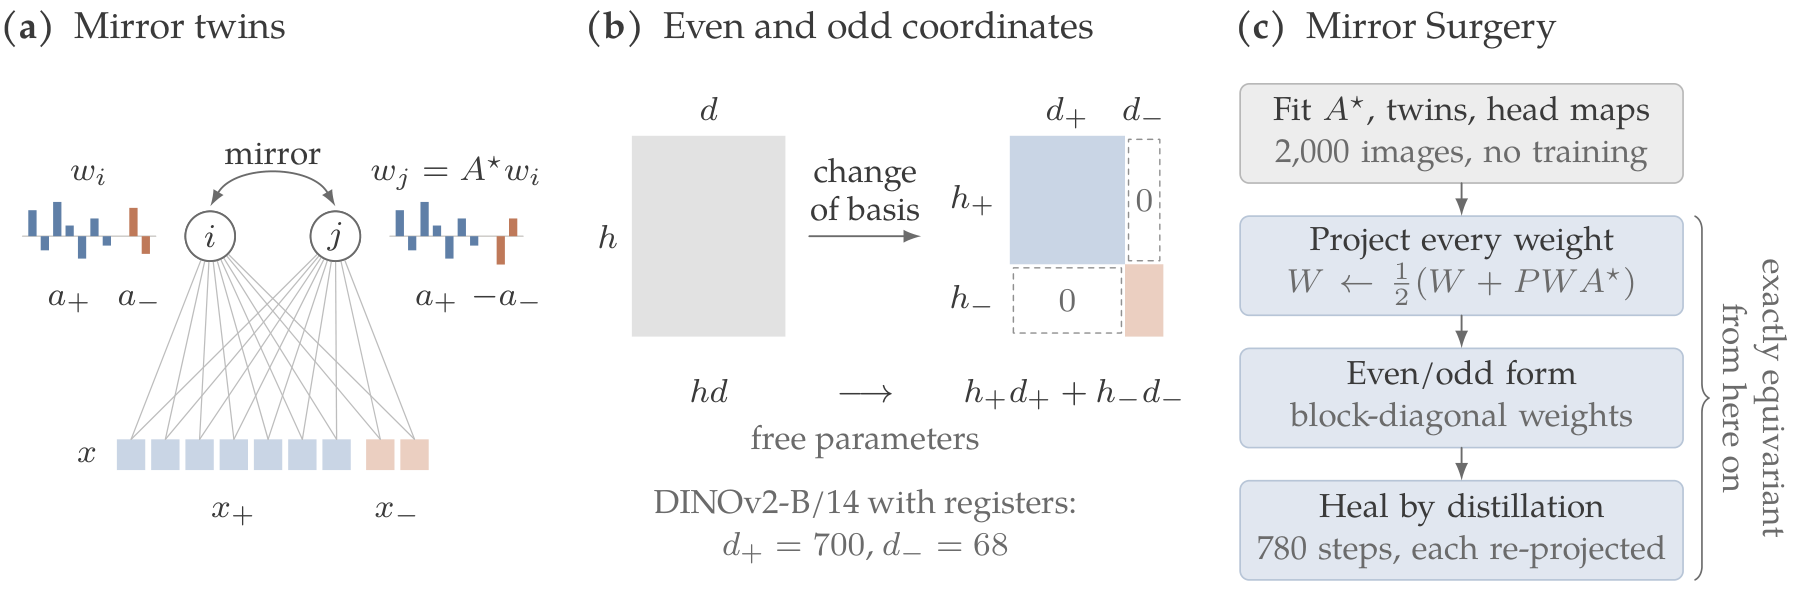 (a) Mirror twins
mirror
w_i
w_j = A⋆w_i
i
j
a_+ a_−
a_+ −a_−
x
x_+ x_−
(b) Even and odd coordinates
d
h
change
of basis
d_+ d_−
h_+
0
h_−
0
hd ⟶ h_+d_+ + h_−d_−
free parameters
DINOv2-B/14 with registers:
d_+ = 700, d_− = 68
(c) Mirror Surgery
Fit A⋆, twins, head maps
2,000 images, no training
Project every weight
W ← ½(W + PWA⋆)
Even/odd form
block-diagonal weights
Heal by distillation
780 steps, each re-projected
exactly equivariant
from here on